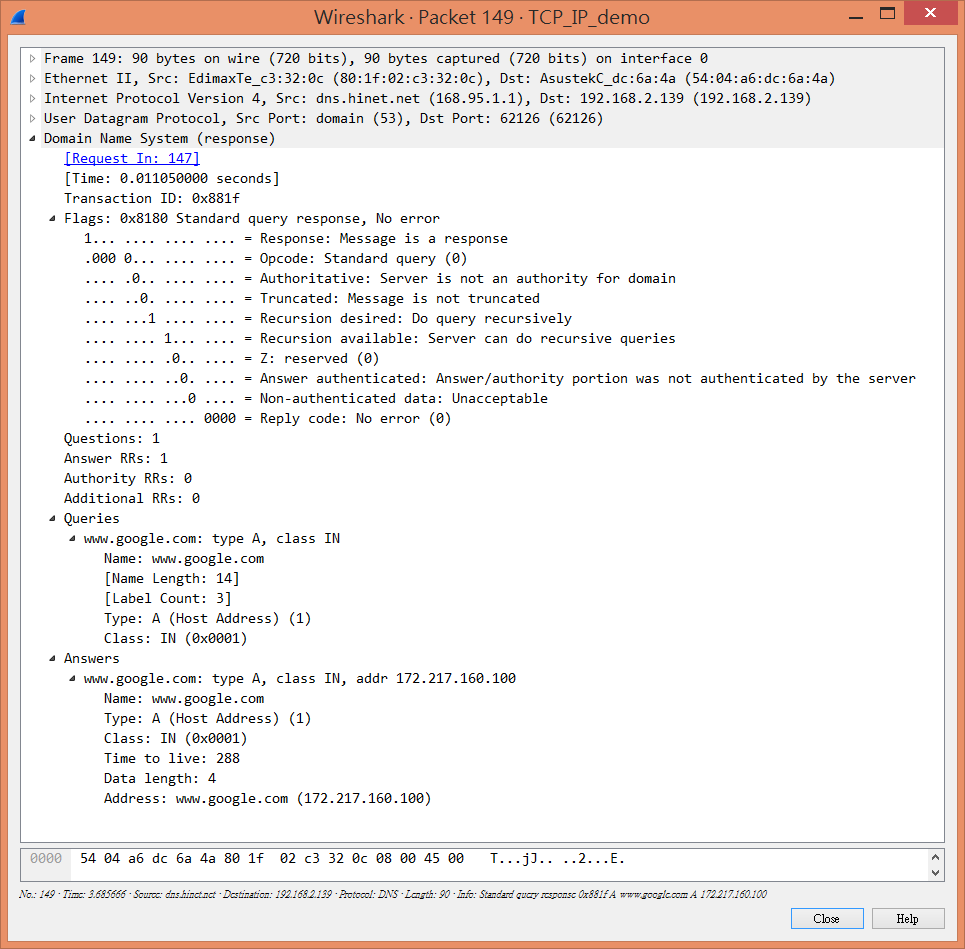 Wireshark · Packet 149 · TCP_IP_demo
Frame 149: 90 bytes on wire (720 bits), 90 bytes captured (720 bits) on interface 0
Ethernet II, Src: EdimaxTe_c3:32:0c (80:1f:02:c3:32:0c), Dst: AsustekC_dc:6a:4a (54:04:a6:dc:6a:4a)
Internet Protocol Version 4, Src: dns.hinet.net (168.95.1.1), Dst: 192.168.2.139 (192.168.2.139)
User Datagram Protocol, Src Port: domain (53), Dst Port: 62126 (62126)
Domain Name System (response)
[Request In: 147]
[Time: 0.011050000 seconds]
Transaction ID: 0x881f
Flags: 0x8180 Standard query response, No error
1... .... .... .... = Response: Message is a response
.000 0... .... .... = Opcode: Standard query (0)
.... .0.. .... .... = Authoritative: Server is not an authority for domain
.... ..0. .... .... = Truncated: Message is not truncated
.... ...1 .... .... = Recursion desired: Do query recursively
.... .... 1... .... = Recursion available: Server can do recursive queries
.... .... .0.. .... = Z: reserved (0)
.... .... ..0. .... = Answer authenticated: Answer/authority portion was not authenticated by the server
.... .... ...0 .... = Non-authenticated data: Unacceptable
.... .... .... 0000 = Reply code: No error (0)
Questions: 1
Answer RRs: 1
Authority RRs: 0
Additional RRs: 0
Queries
www.google.com: type A, class IN
Name: www.google.com
[Name Length: 14]
[Label Count: 3]
Type: A (Host Address) (1)
Class: IN (0x0001)
Answers
www.google.com: type A, class IN, addr 172.217.160.100
Name: www.google.com
Type: A (Host Address) (1)
Class: IN (0x0001)
Time to live: 288
Data length: 4
Address: www.google.com (172.217.160.100)
0000 54 04 a6 dc 6a 4a 80 1f 02 c3 32 0c 08 00 45 00 T...jJ.. ..2...E.
No.: 149 · Time: 3.685666 · Source: dns.hinet.net · Destination: 192.168.2.139 · Protocol: DNS · Length: 90 · Info: Standard query response 0x881f A www.google.com A 172.217.160.100
Close Help